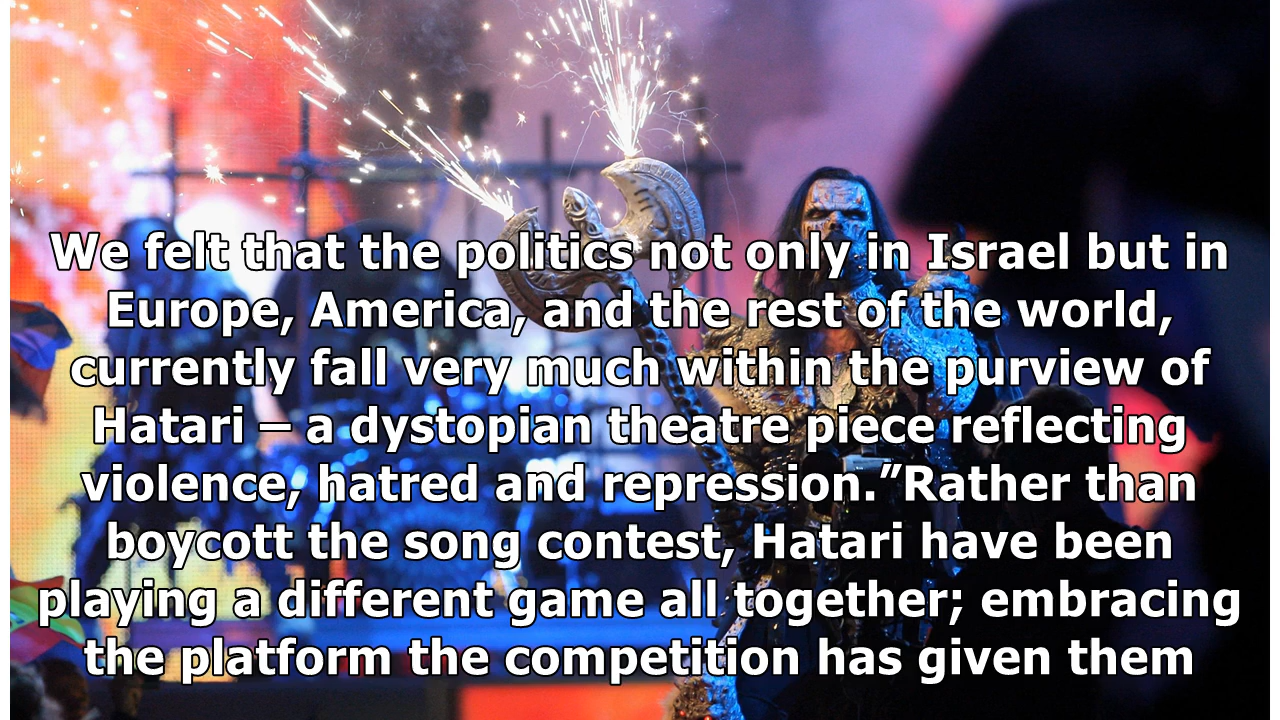 We felt that the politics not only in Israel but in
Europe, America, and the rest of the world,
currently fall very much within the purview of
Hatari – a dystopian theatre piece reflecting
violence, hatred and repression.”Rather than
boycott the song contest, Hatari have been
playing a different game all together; embracing
the platform the competition has given them